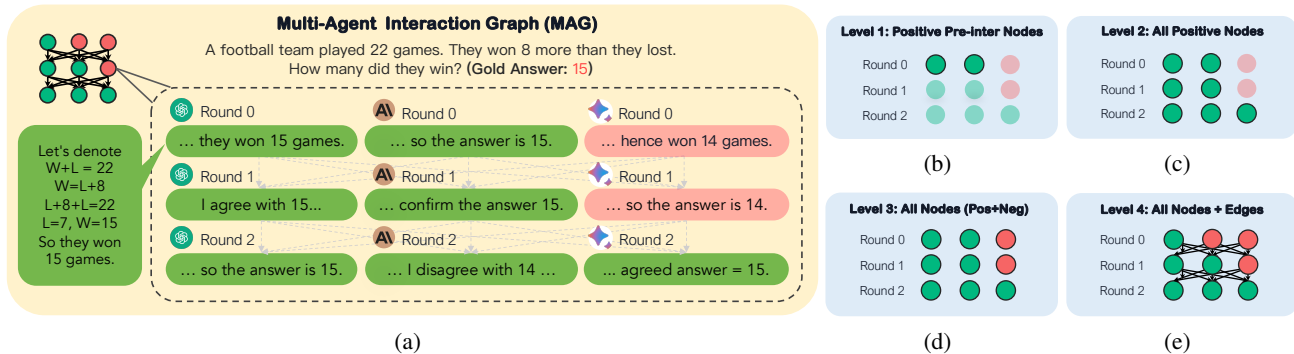 Multi-Agent Interaction Graph (MAG)
A football team played 22 games. They won 8 more than they lost.
How many did they win? (Gold Answer: 15)
Round 0
Round 0
Round 0
… they won 15 games.
… so the answer is 15.
… hence won 14 games.
Round 1
Round 1
Round 1
I agree with 15…
… confirm the answer 15.
… so the answer is 14.
Round 2
Round 2
Round 2
… so the answer is 15.
… I disagree with 14 …
... agreed answer = 15.
Let's denote
W+L = 22
W=L+8
L+8+L=22
L=7, W=15
So they won
15 games.
(a)
Level 1: Positive Pre-inter Nodes
Round 0
Round 1
Round 2
(b)
Level 2: All Positive Nodes
Round 0
Round 1
Round 2
(c)
Level 3: All Nodes (Pos+Neg)
Round 0
Round 1
Round 2
(d)
Level 4: All Nodes + Edges
Round 0
Round 1
Round 2
(e)